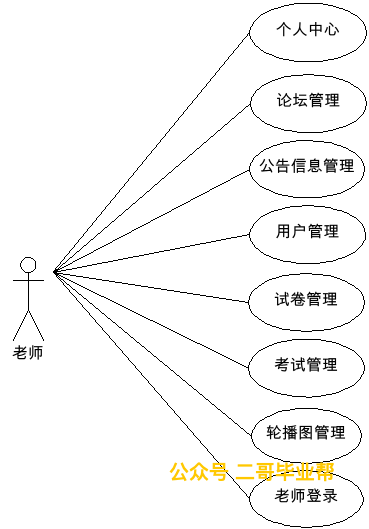 个人中心
论坛管理
公告信息管理
用户管理
试卷管理
老师
考试管理
轮播图管理
公众号 二哥毕业帮
老师登录